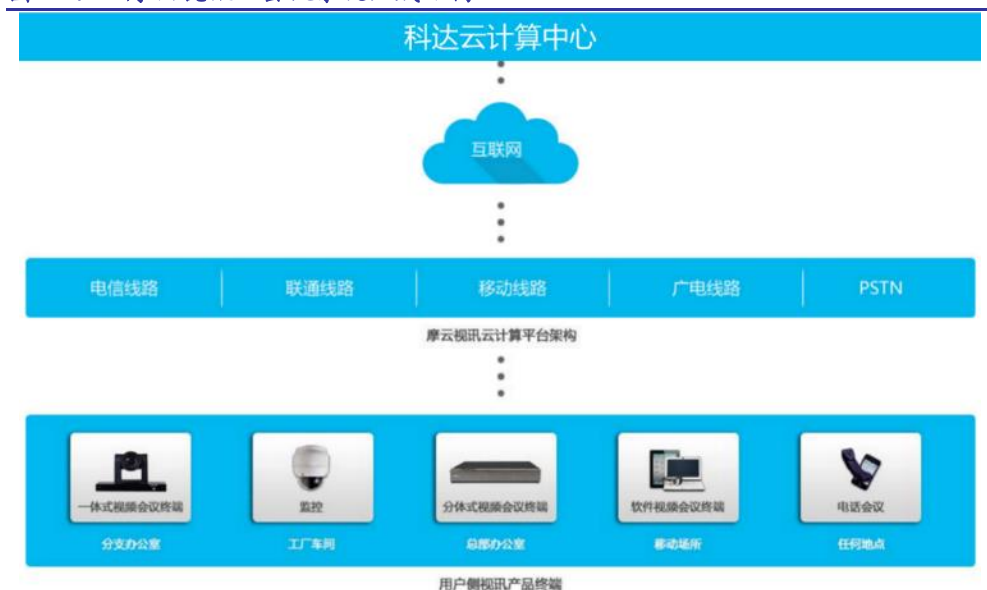 科达云计算中心
互联网
电信线路 联通线路 移动线路 广电线路 PSTN
摩云视讯云计算平台架构
一体式视频会议终端 监控 分体式视频会议终端 软件视频会议终端 电话会议
分支办公室 工厂车间 总部办公室 移动场所 任何地点
用户侧视讯产品终端